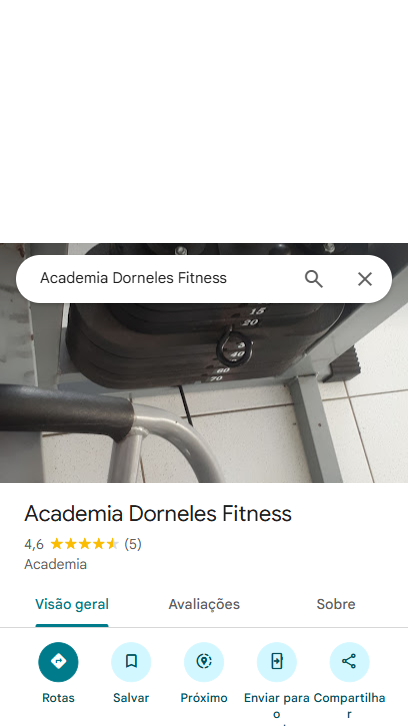 Academia Dorneles Fitness
15
20
40
60
70
Academia Dorneles Fitness
4,6 (5)
Academia
Visão geral Avaliações Sobre
Rotas Salvar Próximo Enviar para o Compartilhar